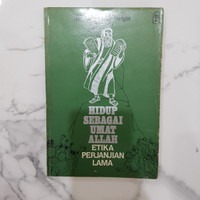 HIDUP
SEBAGAI
UMAT
ALLAH
ETIKA
PERJANJIAN
LAMA